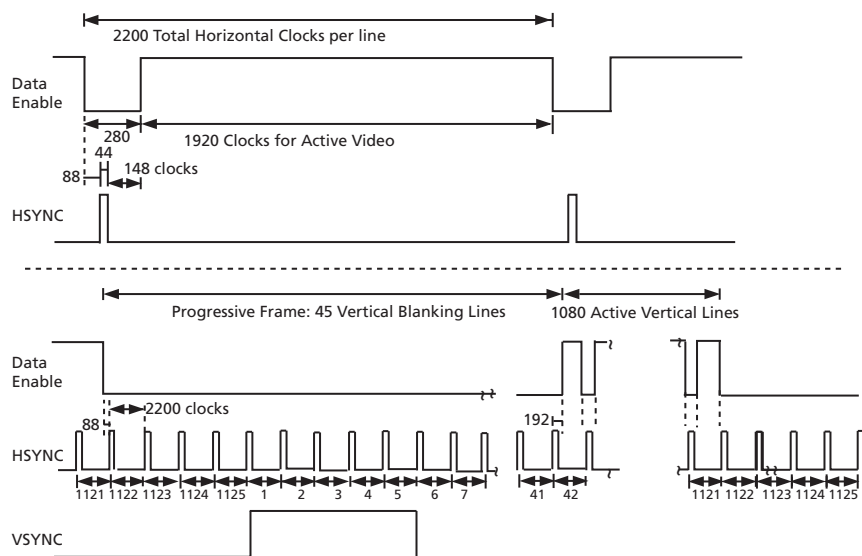 2200 Total Horizontal Clocks per line
Data
Enable
280
1920 Clocks for Active Video
44
148 clocks
88
HSYNC
Progressive Frame: 45 Vertical Blanking Lines
1080 Active Vertical Lines
Data
Enable
2200 clocks
88
192
HSYNC
1121 1122 1123 1124 1125 1 2 3 4 5 6 7 41 42 1121 1122 1123 1124 1125
VSYNC